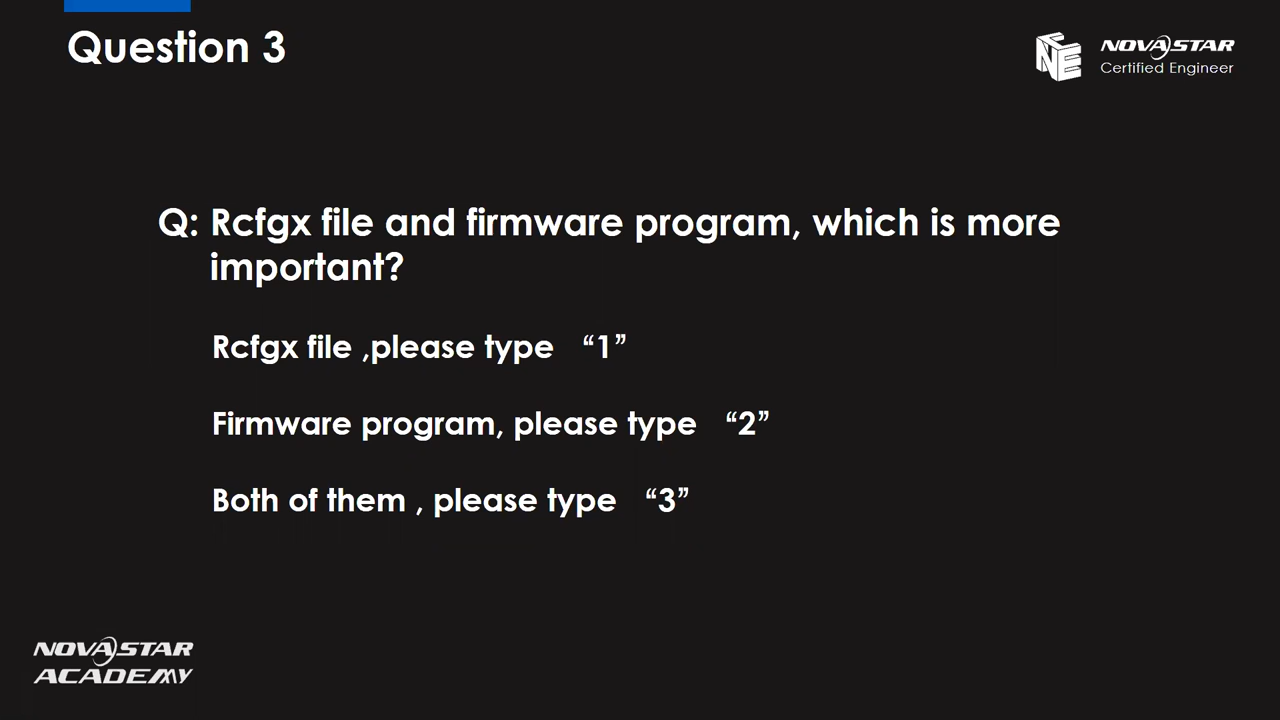 Question 3
NOVASTAR
Certified Engineer
Q: Rcfgx file and firmware program, which is more
important?
Rcfgx file ,please type “1”
Firmware program, please type “2”
Both of them , please type “3”
NOVASTAR
ACADEMY